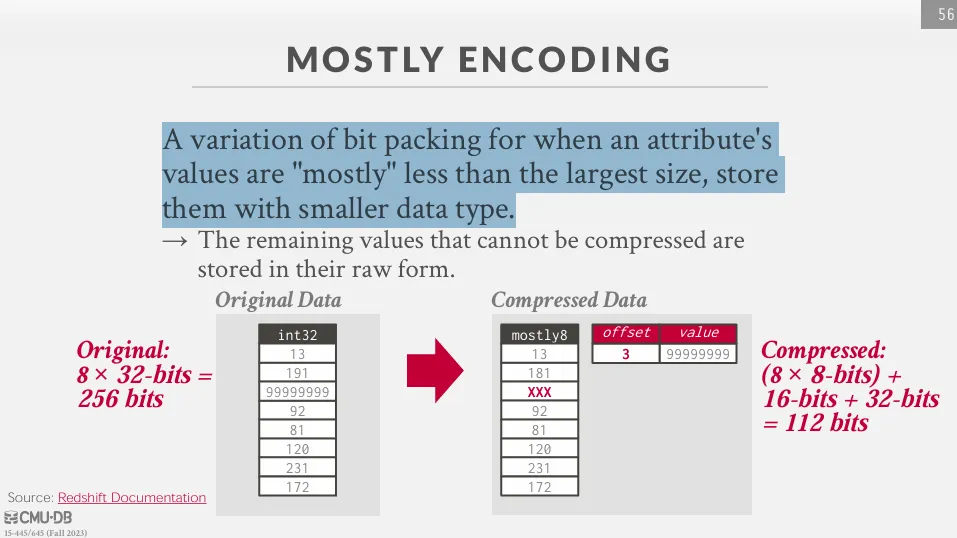 56
MOSTLY ENCODING
A variation of bit packing for when an attribute's
values are "mostly" less than the largest size, store
them with smaller data type.
→ The remaining values that cannot be compressed are
stored in their raw form.
Original Data
Compressed Data
Original:
8 × 32-bits =
256 bits
int32
13
191
99999999
92
81
120
231
172
mostly8
13
181
XXX
92
81
120
231
172
offset value
3 99999999
Compressed:
(8 × 8-bits) +
16-bits + 32-bits
= 112 bits
Source: Redshift Documentation
CMU·DB
15-445/645 (Fall 2023)